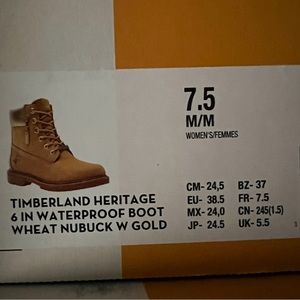 7.5
M/M
WOMEN'S/FEMMES
TIMBERLAND HERITAGE
6 IN WATERPROOF BOOT
WHEAT NUBUCK W GOLD
CM- 24,5 BZ- 37
EU- 38.5 FR- 7.5
MX- 24,0 CN- 245(1.5)
JP- 24.5 UK- 5.5